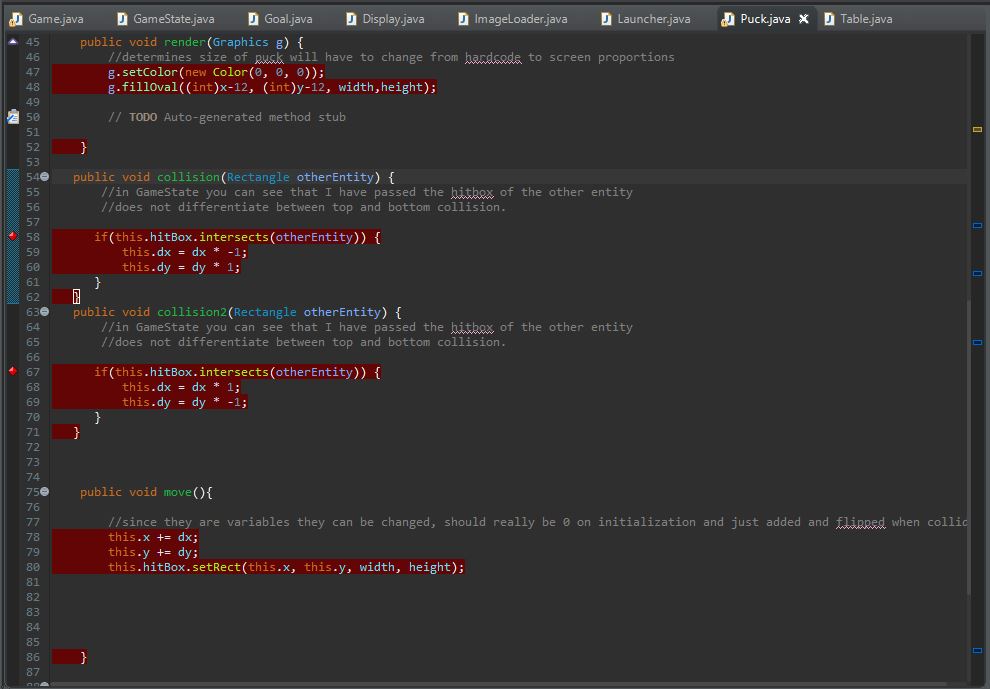 Game.java GameState.java Goal.java Display.java ImageLoader.java Launcher.java Puck.java Table.java
45 public void render(Graphics g) {
46 //determines size of puck will have to change from hardcode to screen proportions
47 g.setColor(new Color(0, 0, 0));
48 g.fillOval((int)x-12, (int)y-12, width,height);
49
50 // TODO Auto-generated method stub
51
52 }
53
54 public void collision(Rectangle otherEntity) {
55 //in GameState you can see that I have passed the hitbox of the other entity
56 //does not differentiate between top and bottom collision.
57
58 if(this.hitBox.intersects(otherEntity)) {
59 this.dx = dx * -1;
60 this.dy = dy * 1;
61 }
62 }
63 public void collision2(Rectangle otherEntity) {
64 //in GameState you can see that I have passed the hitbox of the other entity
65 //does not differentiate between top and bottom collision.
66
67 if(this.hitBox.intersects(otherEntity)) {
68 this.dx = dx * 1;
69 this.dy = dy * -1;
70 }
71 }
72
73
74
75 public void move(){
76
77 //since they are variables they can be changed, should really be 0 on initialization and just added and flipped when collid
78 this.x += dx;
79 this.y += dy;
80 this.hitBox.setRect(this.x, this.y, width, height);
81
82
83
84
85
86 }
87